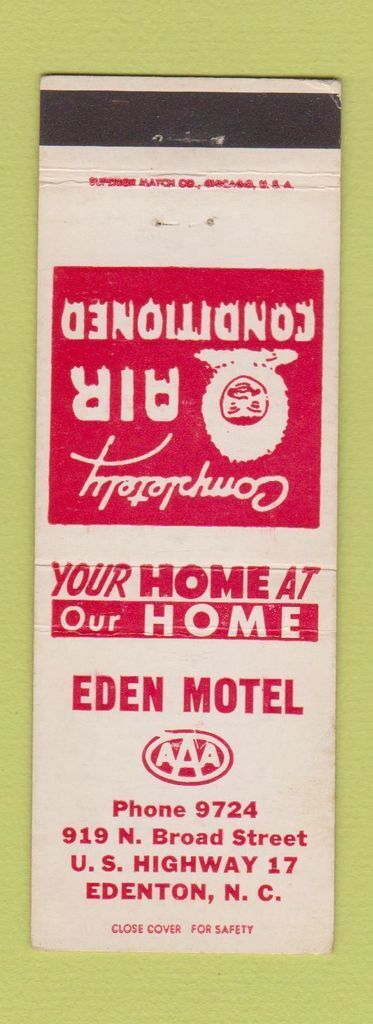 SUPERIOR MATCH CO., CHICAGO, U. S. A.
Completely
AIR
CONDITIONED
YOUR HOME AT
Our HOME
EDEN MOTEL
AAA
Phone 9724
919 N. Broad Street
U. S. HIGHWAY 17
EDENTON, N. C.
CLOSE COVER FOR SAFETY